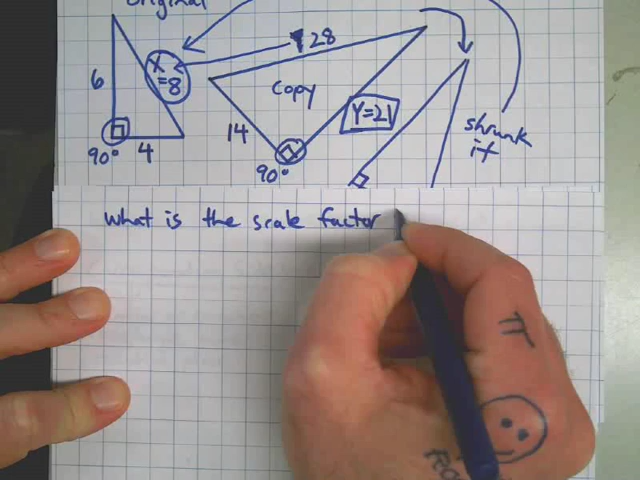 original
6
X
=8
90°
4
28
Copy
14
Y=21
90°
shrunk
it
what is the scale factor
π